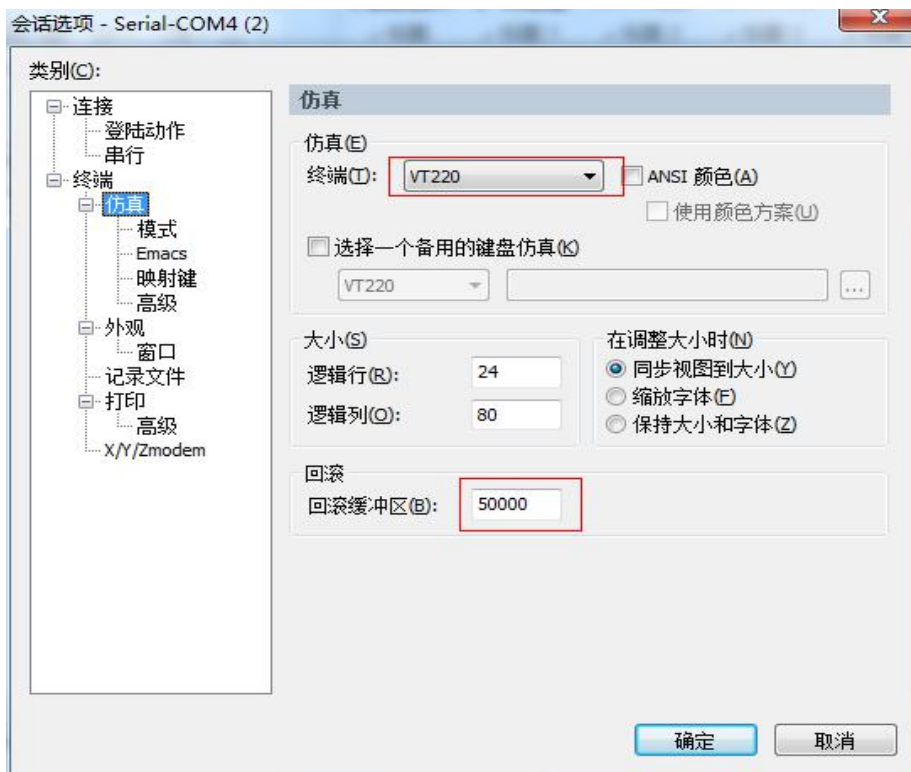 会话选项 - Serial-COM4 (2)
类别(C):
连接
登陆动作
串行
终端
仿真
模式
Emacs
映射键
高级
外观
窗口
记录文件
打印
高级
X/Y/Zmodem
仿真
仿真(E)
终端(T): VT220 ANSI 颜色(A)
使用颜色方案(U)
选择一个备用的键盘仿真(K)
VT220 ...
大小(S)
逻辑行(R): 24
逻辑列(O): 80
在调整大小时(N)
同步视图到大小(Y)
缩放字体(F)
保持大小和字体(Z)
回滚
回滚缓冲区(B): 50000
确定 取消